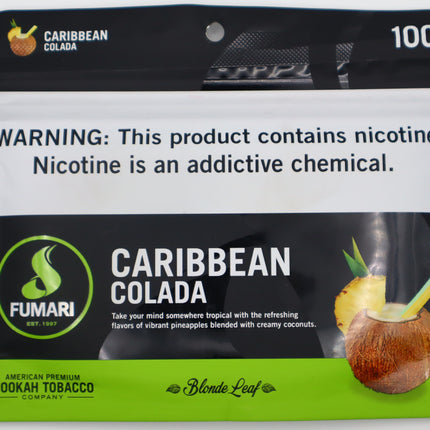 CARIBBEAN
COLADA
100
WARNING: This product contains nicotine
Nicotine is an addictive chemical.
FUMARI
EST. 1997
CARIBBEAN
COLADA
Take your mind somewhere tropical with the refreshing
flavors of vibrant pineapples blended with creamy coconuts.
AMERICAN PREMIUM
OOKAH TOBACCO
COMPANY
Blonde Leaf